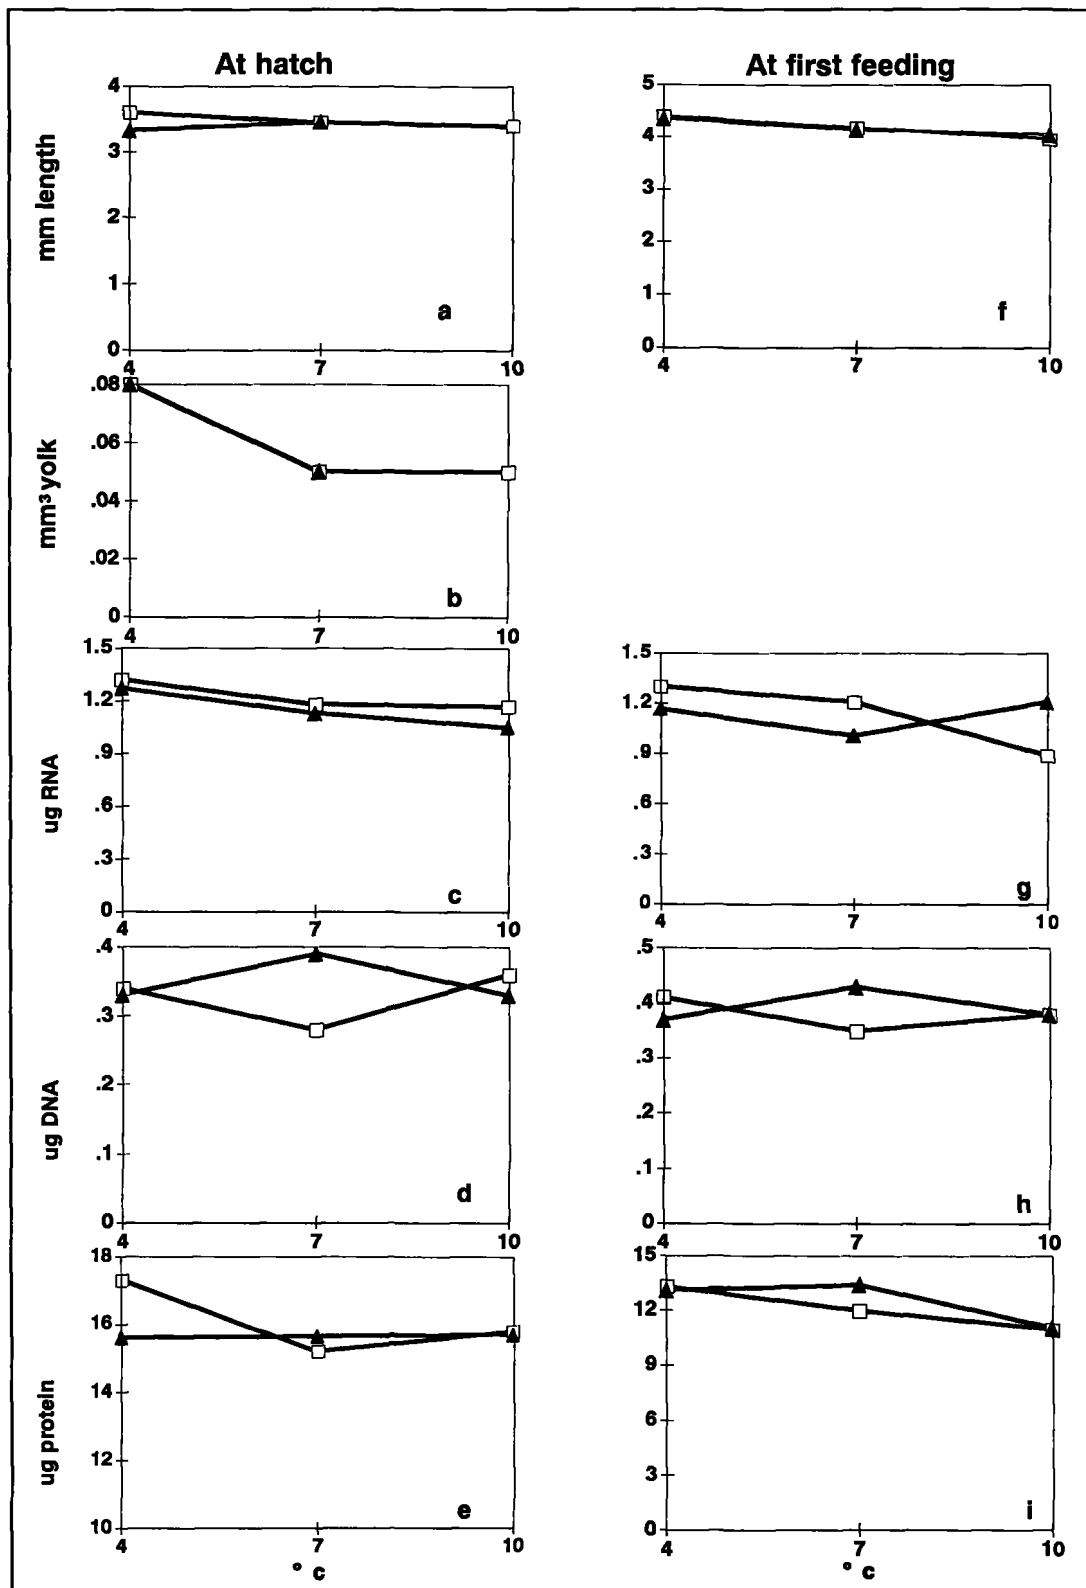 At hatch
At first feeding
mm length
4
3
2
1
0
4 7 10
a
5
4
3
2
1
0
4 7 10
f
mm³ yolk
.08
.06
.04
.02
0
4 7 10
b
ug RNA
1.5
1.2
.9
.6
.3
0
4 7 10
c
1.5
1.2
.9
.6
.3
0
4 7 10
g
ug DNA
.4
.3
.2
.1
0
4 7 10
d
.5
.4
.3
.2
.1
0
4 7 10
h
ug protein
18
16
14
12
10
4 7 10
e
° c
15
12
9
6
3
0
4 7 10
i
° c